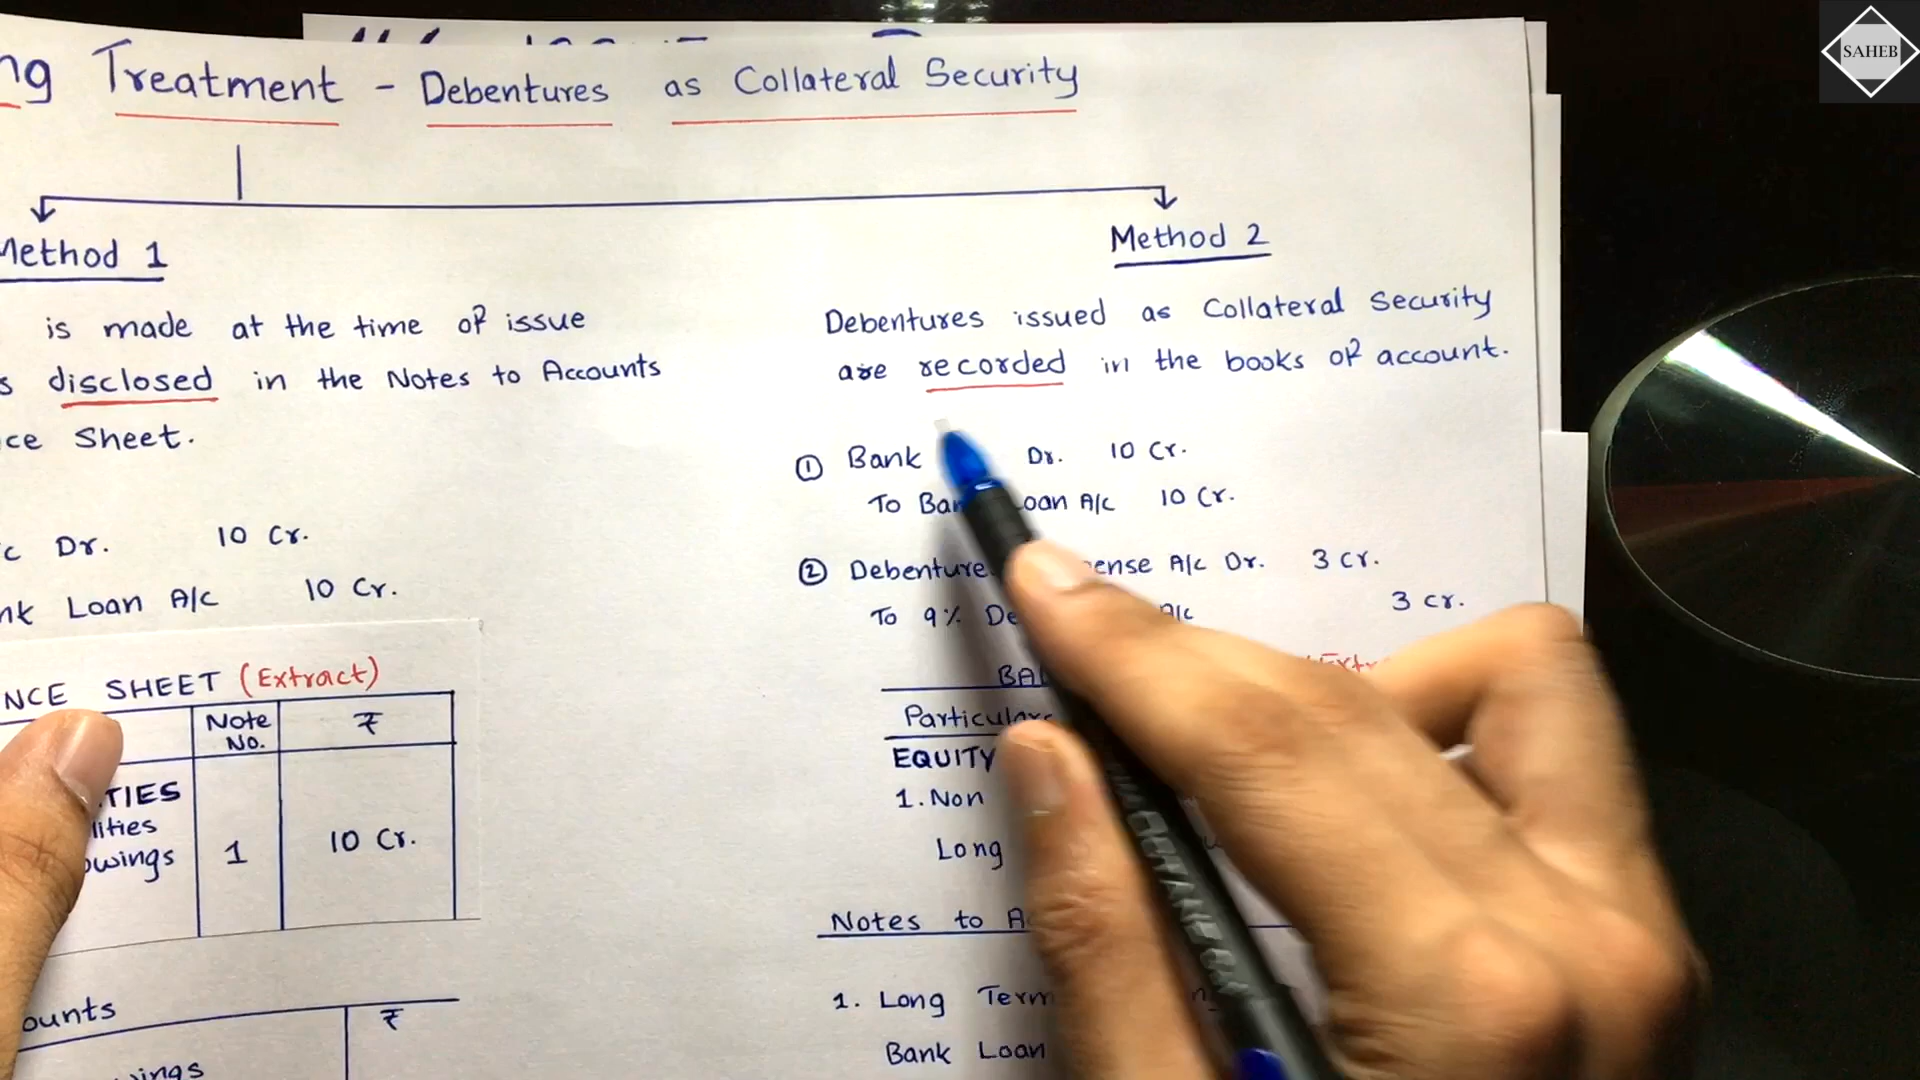 ng Treatment - Debentures as Collateral Security
Method 1
is made at the time of issue
s disclosed in the Notes to Accounts
ce Sheet.
c Dr. 10 Cr.
nk Loan A/c 10 Cr.
NCE SHEET (Extract)
Note No. ₹
TIES
lities
owings 1 10 Cr.
ounts ₹
ings
Method 2
Debentures issued as Collateral Security
are recorded in the books of account.
① Bank Dr. 10 Cr.
To Ban oan A/c 10 Cr.
② Debenture ense A/c Dr. 3 Cr.
To 9% De A/c 3 Cr.
BAL
Particulars
EQUITY
1. Non
Long
Notes to A
1. Long Term
Bank Loan
SAHEB